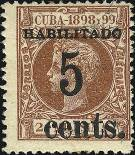 CUBA-1898 y 99
HABILITADO
5
cents.